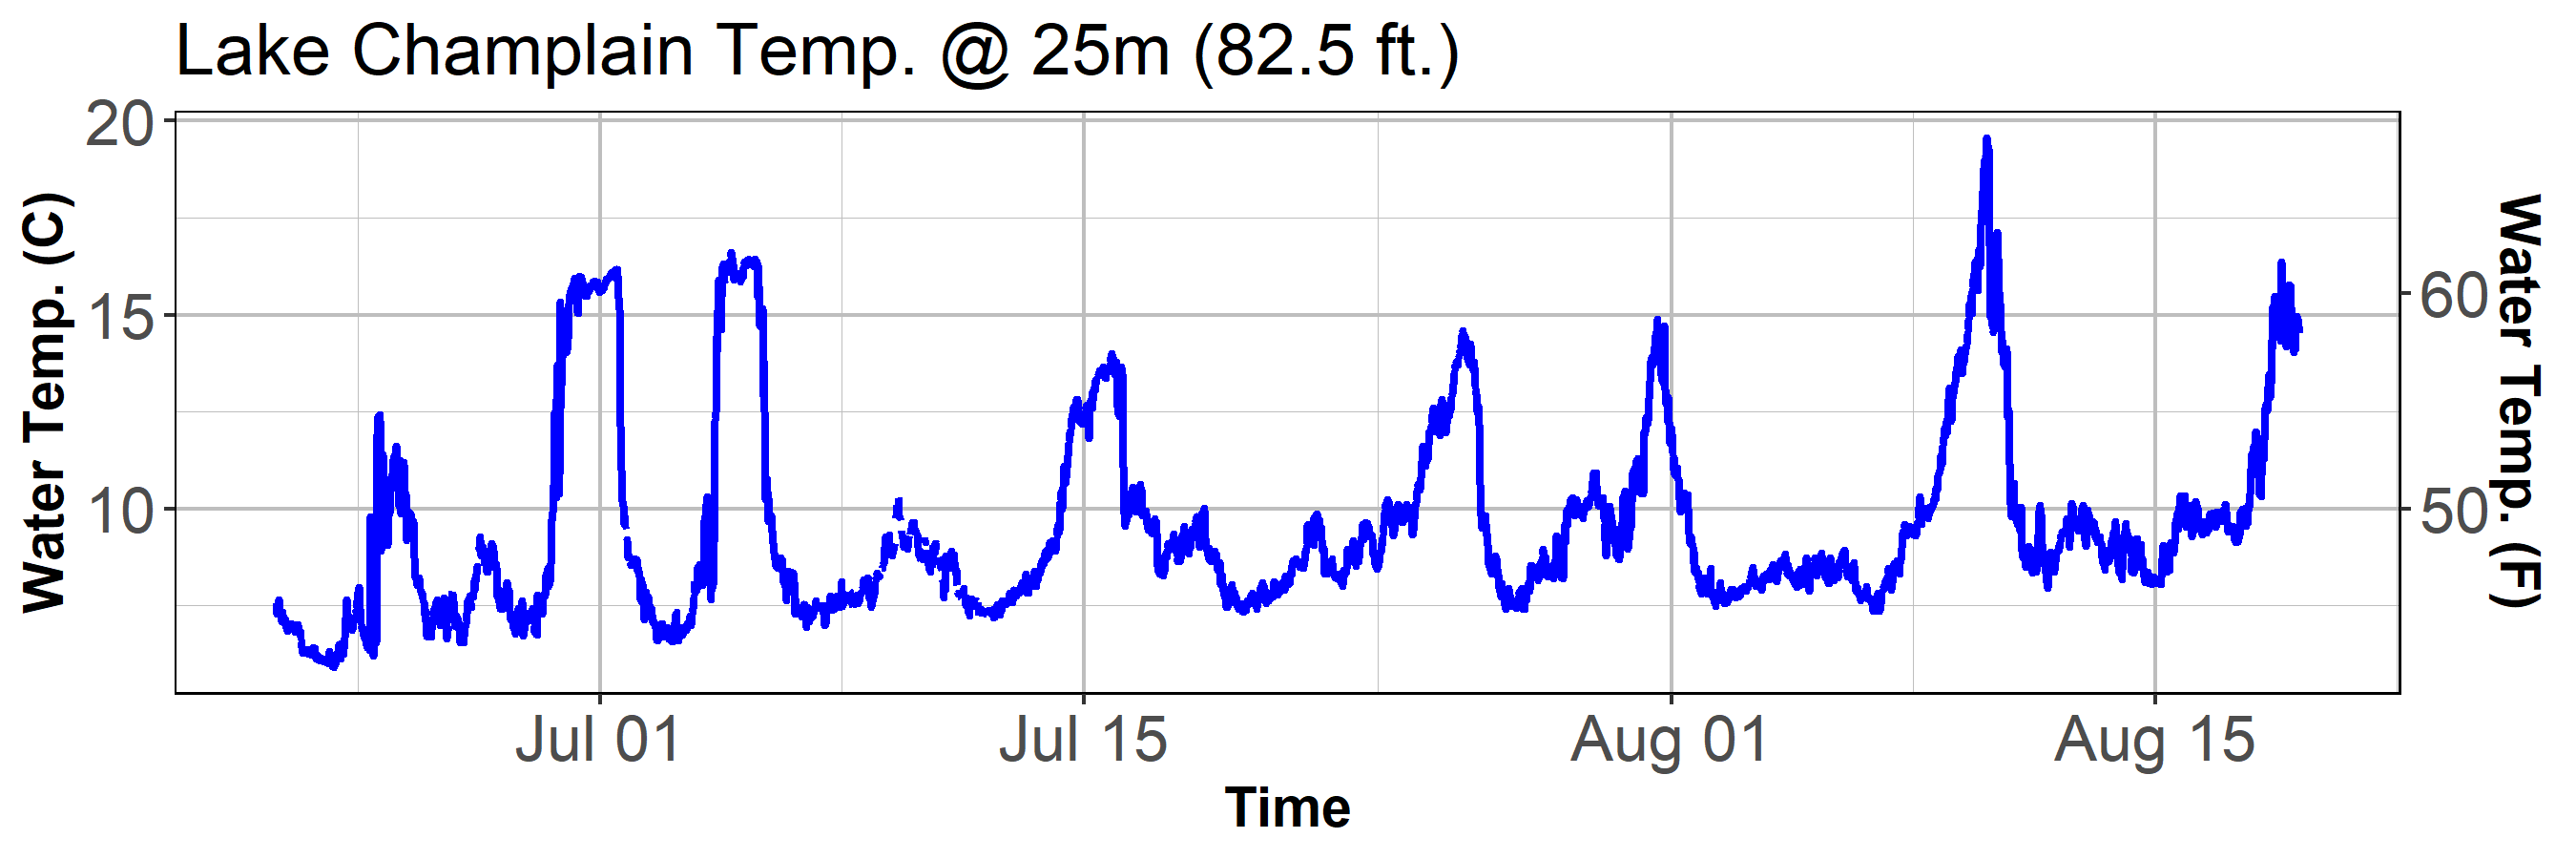 Lake Champlain Temp. @ 25m (82.5 ft.)
20
15
10
Water Temp. (C)
60
50
Water Temp. (F)
Jul 01 Jul 15 Aug 01 Aug 15
Time